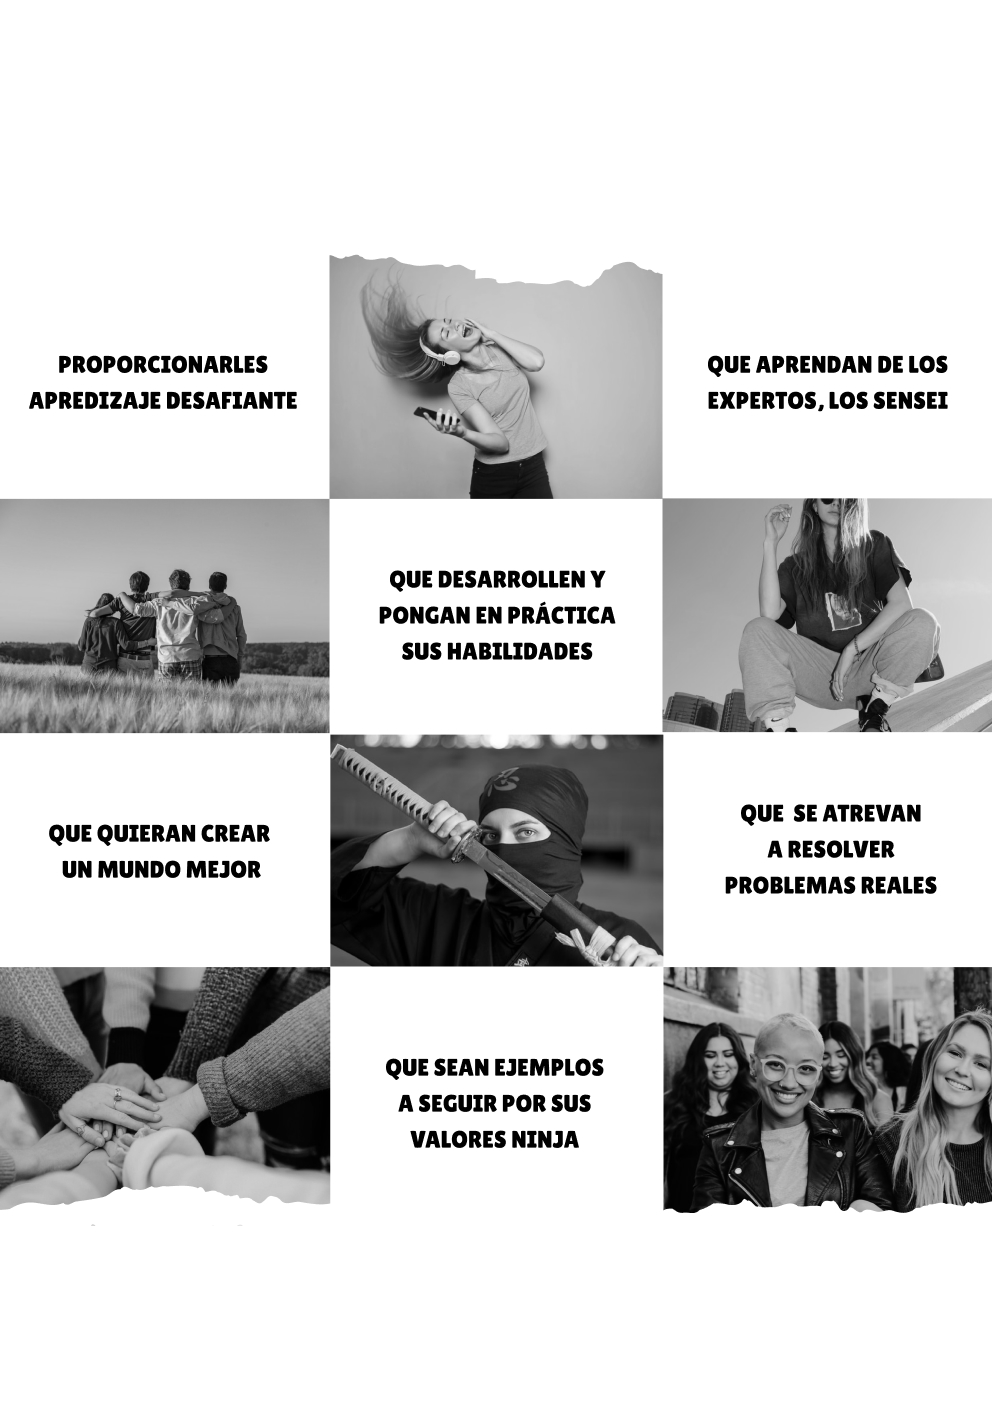 PROPORCIONARLES
APREDIZAJE DESAFIANTE
QUE APRENDAN DE LOS
EXPERTOS, LOS SENSEI
QUE DESARROLLEN Y
PONGAN EN PRÁCTICA
SUS HABILIDADES
QUE QUIERAN CREAR
UN MUNDO MEJOR
QUE SE ATREVAN
A RESOLVER
PROBLEMAS REALES
QUE SEAN EJEMPLOS
A SEGUIR POR SUS
VALORES NINJA